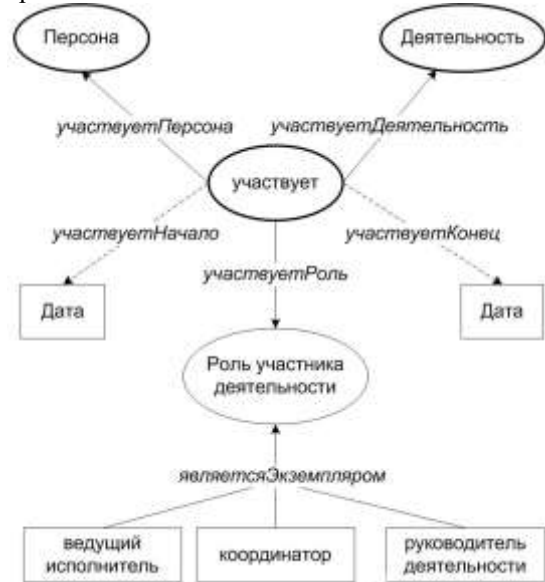 Персона
Деятельность
участвуетПерсона
участвуетДеятельность
участвует
участвуетНачало
участвуетКонец
участвуетРоль
Дата
Дата
Роль участника
деятельности
являетсяЭкземпляром
ведущий
исполнитель
координатор
руководитель
деятельности